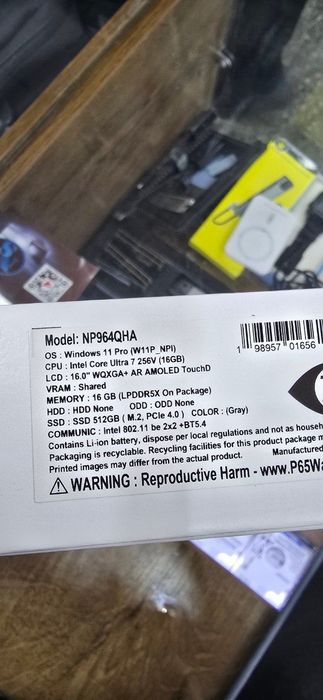 Model: NP964QHA
OS : Windows 11 Pro (W11P_NPI)
CPU : Intel Core Ultra 7 256V (16GB)
LCD : 16.0" WQXGA+ AR AMOLED TouchD
VRAM : Shared
MEMORY : 16 GB (LPDDR5X On Package)
HDD : HDD None ODD : ODD None
SSD : SSD 512GB ( M.2, PCIe 4.0 ) COLOR : (Gray)
COMMUNIC : Intel 802.11 be 2x2 +BT5.4
Contains Li-ion battery, dispose per local regulations and not as househ
Packaging is recyclable. Recycling facilities for this product package m
Printed images may differ from the actual product. Manufactured
WARNING : Reproductive Harm - www.P65Wa
1 98957 01656